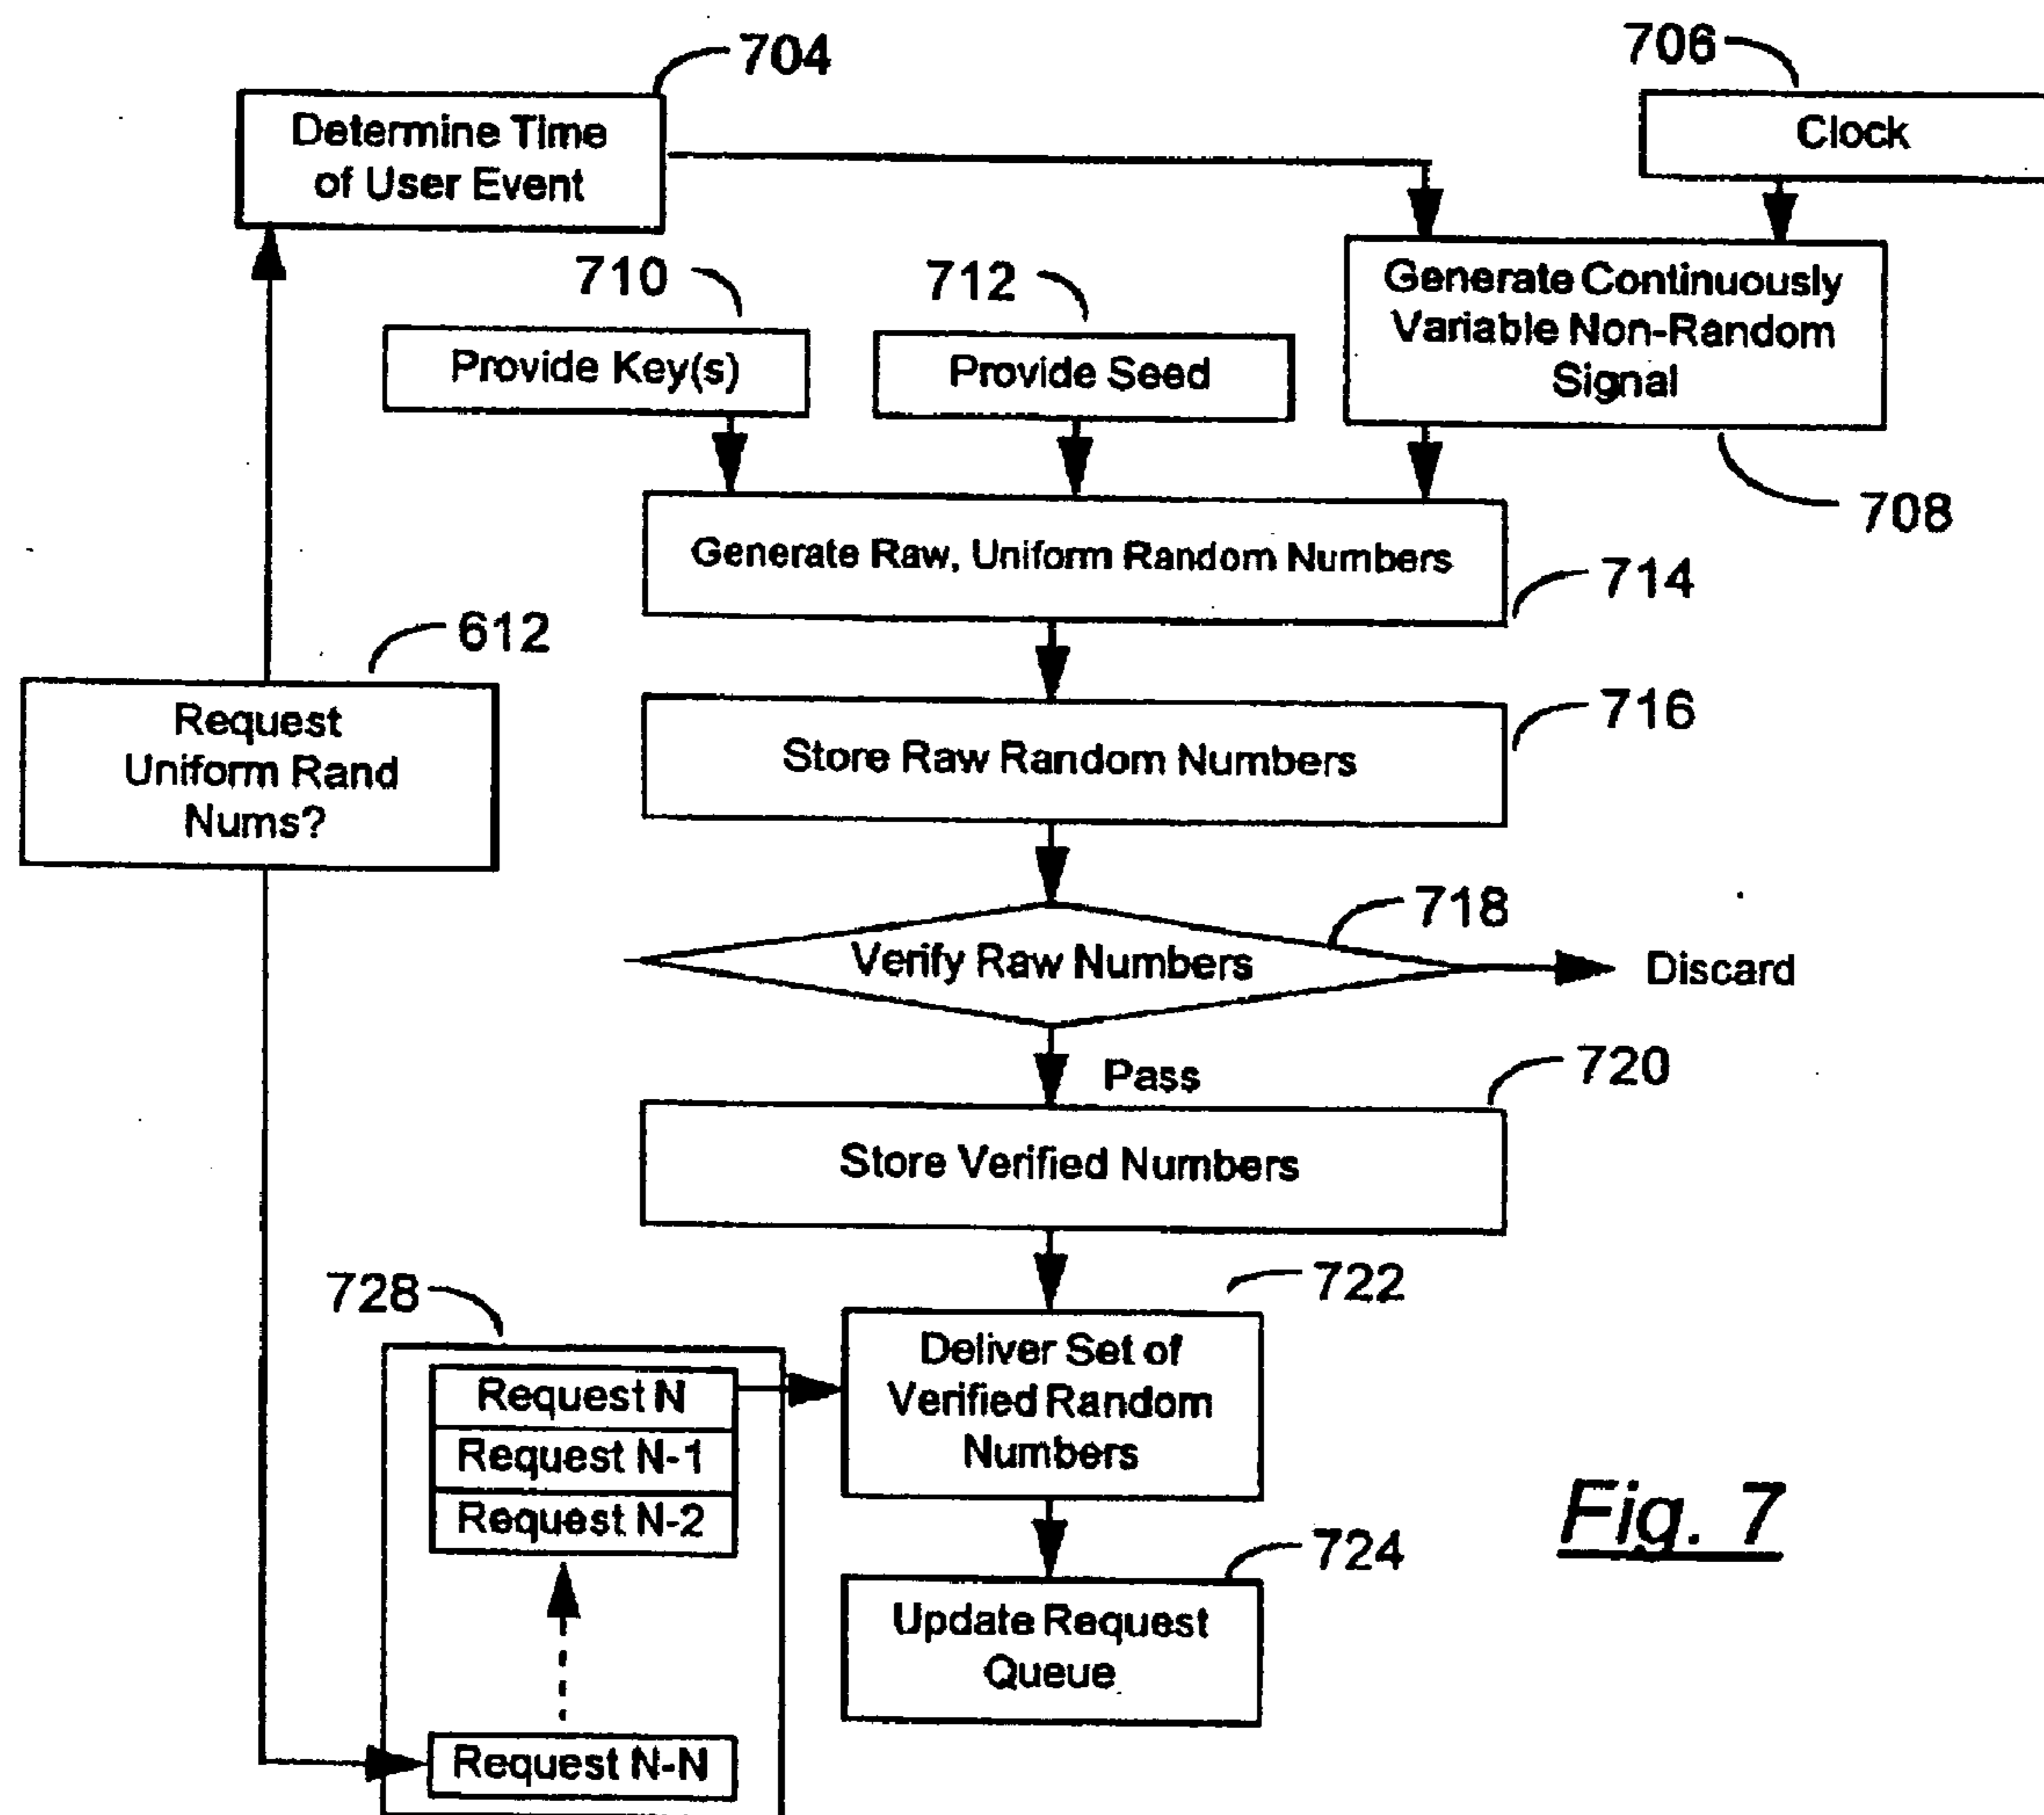 704
706
Determine Time
of User Event
Clock
710
712
Generate Continuously
Variable Non-Random
Signal
Provide Key(s)
Provide Seed
708
Generate Raw, Uniform Random Numbers
714
612
Request
Uniform Rand
Nums?
716
Store Raw Random Numbers
718
Verify Raw Numbers
Discard
Pass
720
Store Verified Numbers
728
722
Request N
Request N-1
Request N-2
Deliver Set of
Verified Random
Numbers
Fig. 7
724
Update Request
Queue
Request N-N